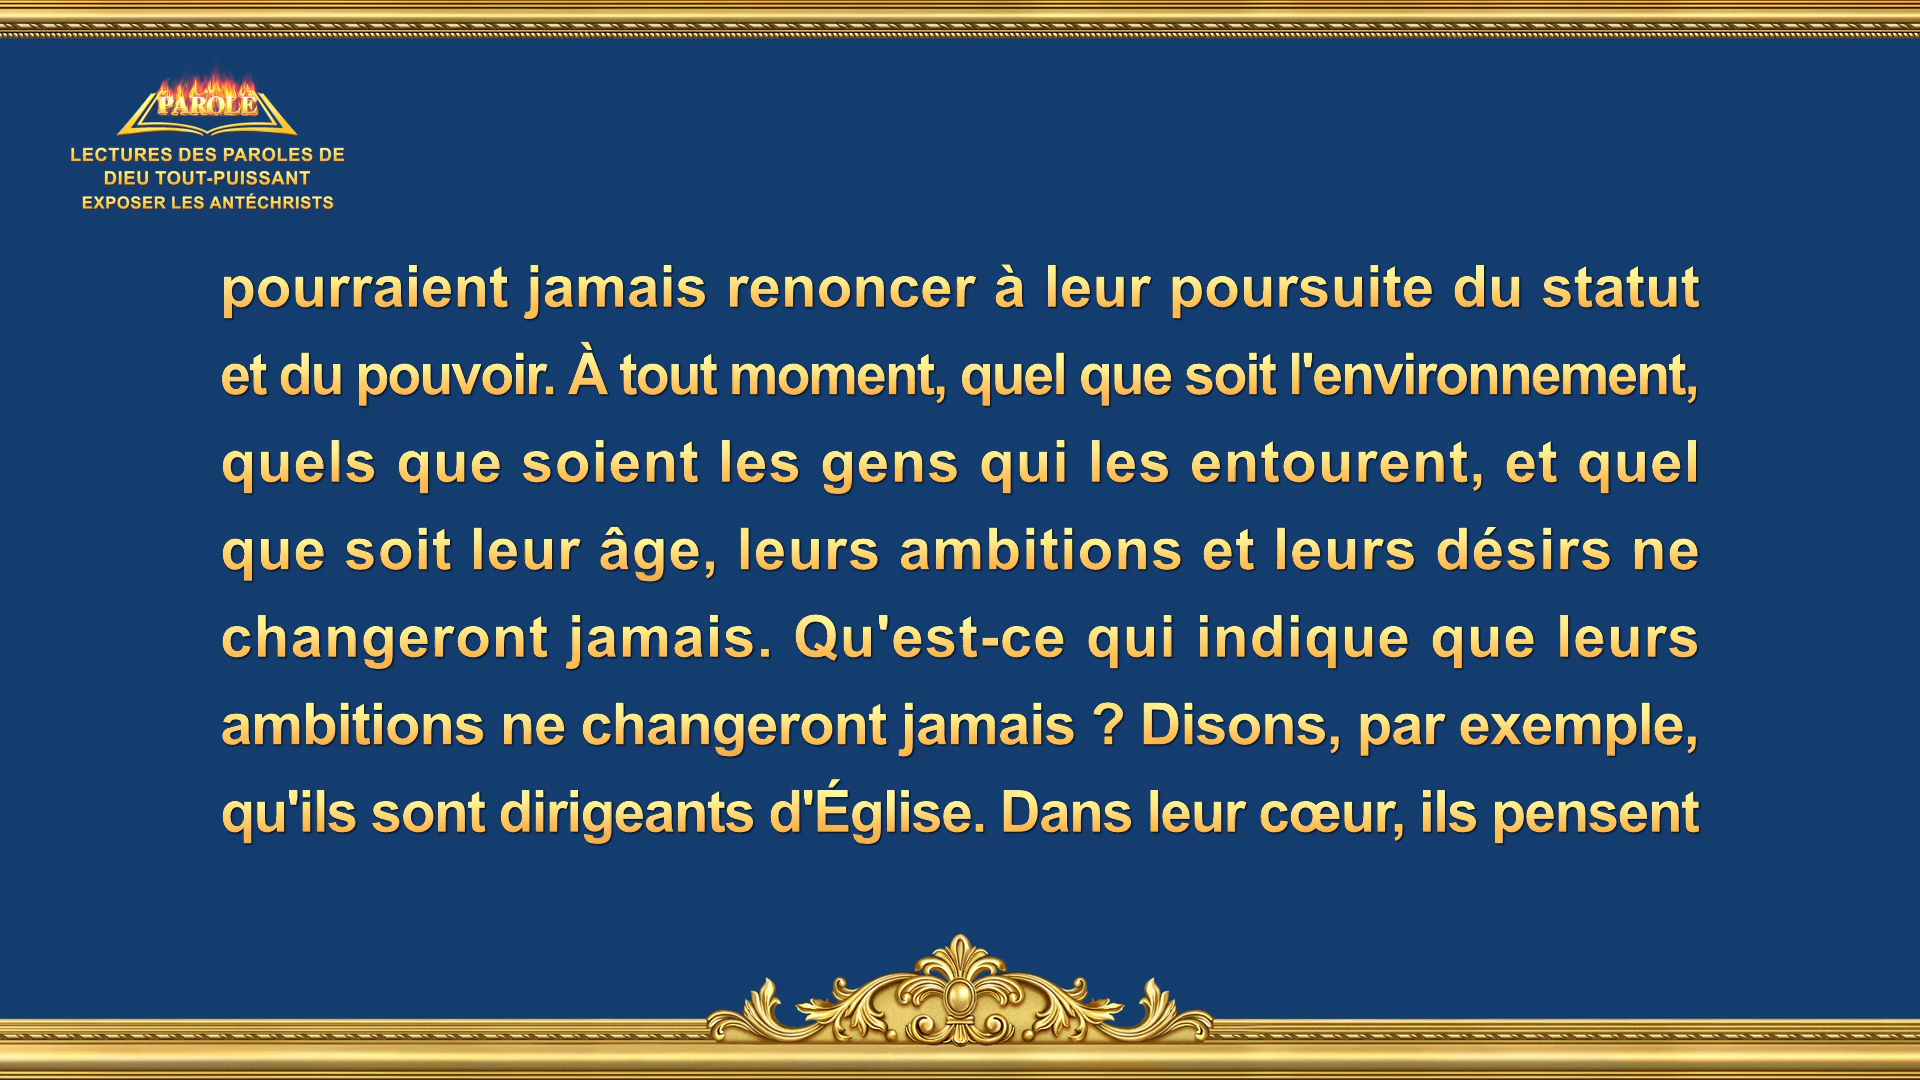 PAROLE
LECTURES DES PAROLES DE
DIEU TOUT-PUISSANT
EXPOSER LES ANTÉCHRISTS
pourraient jamais renoncer à leur poursuite du statut
et du pouvoir. À tout moment, quel que soit l'environnement,
quels que soient les gens qui les entourent, et quel
que soit leur âge, leurs ambitions et leurs désirs ne
changeront jamais. Qu'est-ce qui indique que leurs
ambitions ne changeront jamais ? Disons, par exemple,
qu'ils sont dirigeants d'Église. Dans leur cœur, ils pensent